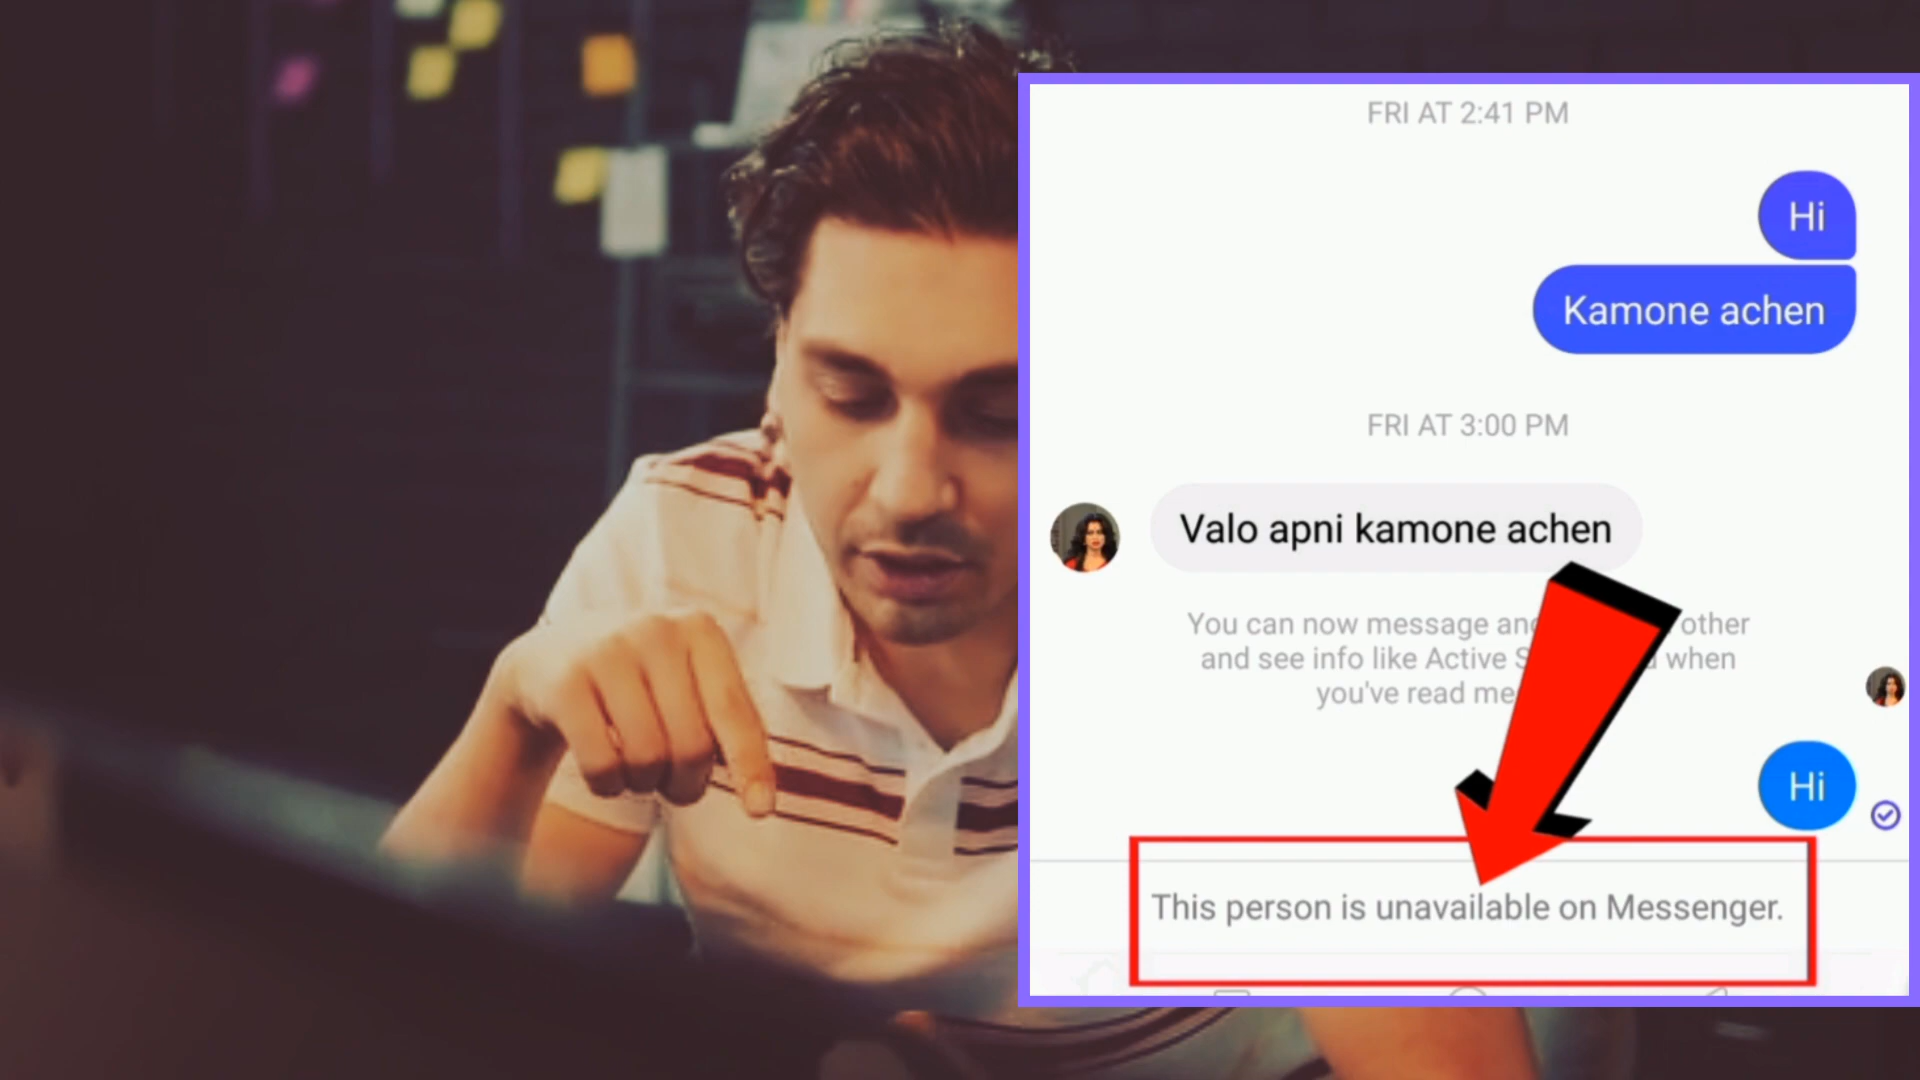 FRI AT 2:41 PM
Hi
Kamone achen
FRI AT 3:00 PM
Valo apni kamone achen
You can now message other
and see info like Active when
you've read
Hi
This person is unavailable on Messenger.